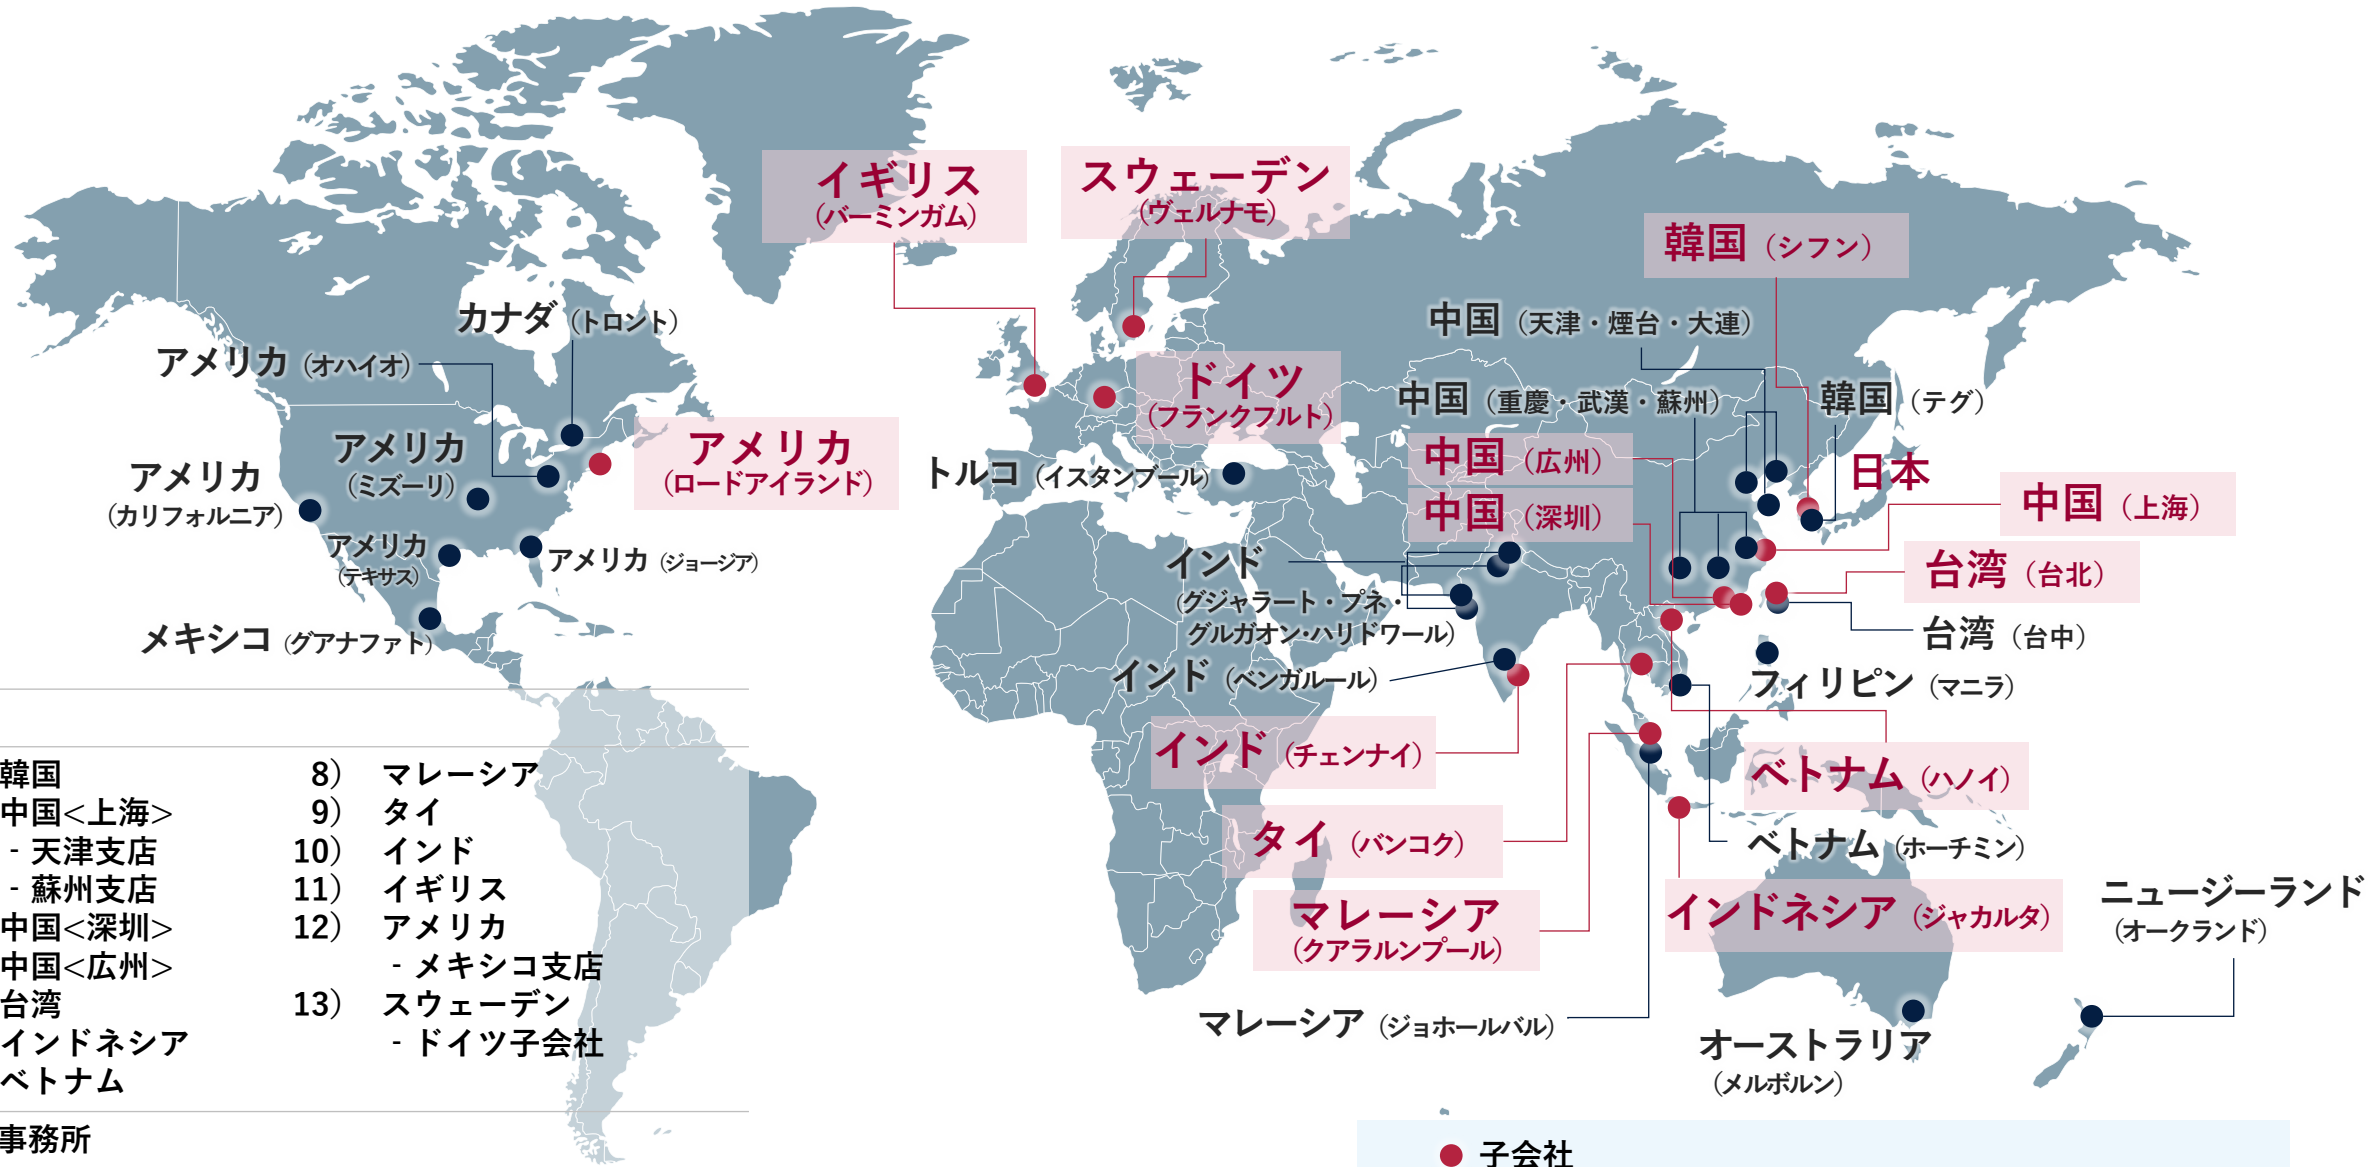 イギリス
（バーミンガム）
スウェーデン
（ヴェルナモ）
韓国（シフン）
カナダ（トロント）
中国（天津・煙台・大連）
アメリカ（オハイオ）
ドイツ
（フランクフルト）
中国（重慶・武漢・蘇州）
韓国（テグ）
アメリカ
（ロードアイランド）
アメリカ
（ミズーリ）
アメリカ
（カリフォルニア）
トルコ（イスタンブール）
中国（広州）
日本
中国（深圳）
中国（上海）
アメリカ
（テキサス）
アメリカ（ジョージア）
インド
（グジャラート・プネ・
グルガオン・ハリドワール）
台湾（台北）
メキシコ（グアナファト）
台湾（台中）
インド（ベンガルール）
フィリピン（マニラ）
インド（チェンナイ）
ベトナム（ハノイ）
タイ（バンコク）
ベトナム（ホーチミン）
マレーシア
（クアラルンプール）
インドネシア（ジャカルタ）
ニュージーランド
（オークランド）
マレーシア（ジョホールバル）
オーストラリア
（メルボルン）
韓国
中国<上海>
- 天津支店
- 蘇州支店
中国<深圳>
中国<広州>
台湾
インドネシア
ベトナム
8） マレーシア
9） タイ
10） インド
11） イギリス
12） アメリカ
- メキシコ支店
13） スウェーデン
- ドイツ子会社
事務所
子会社